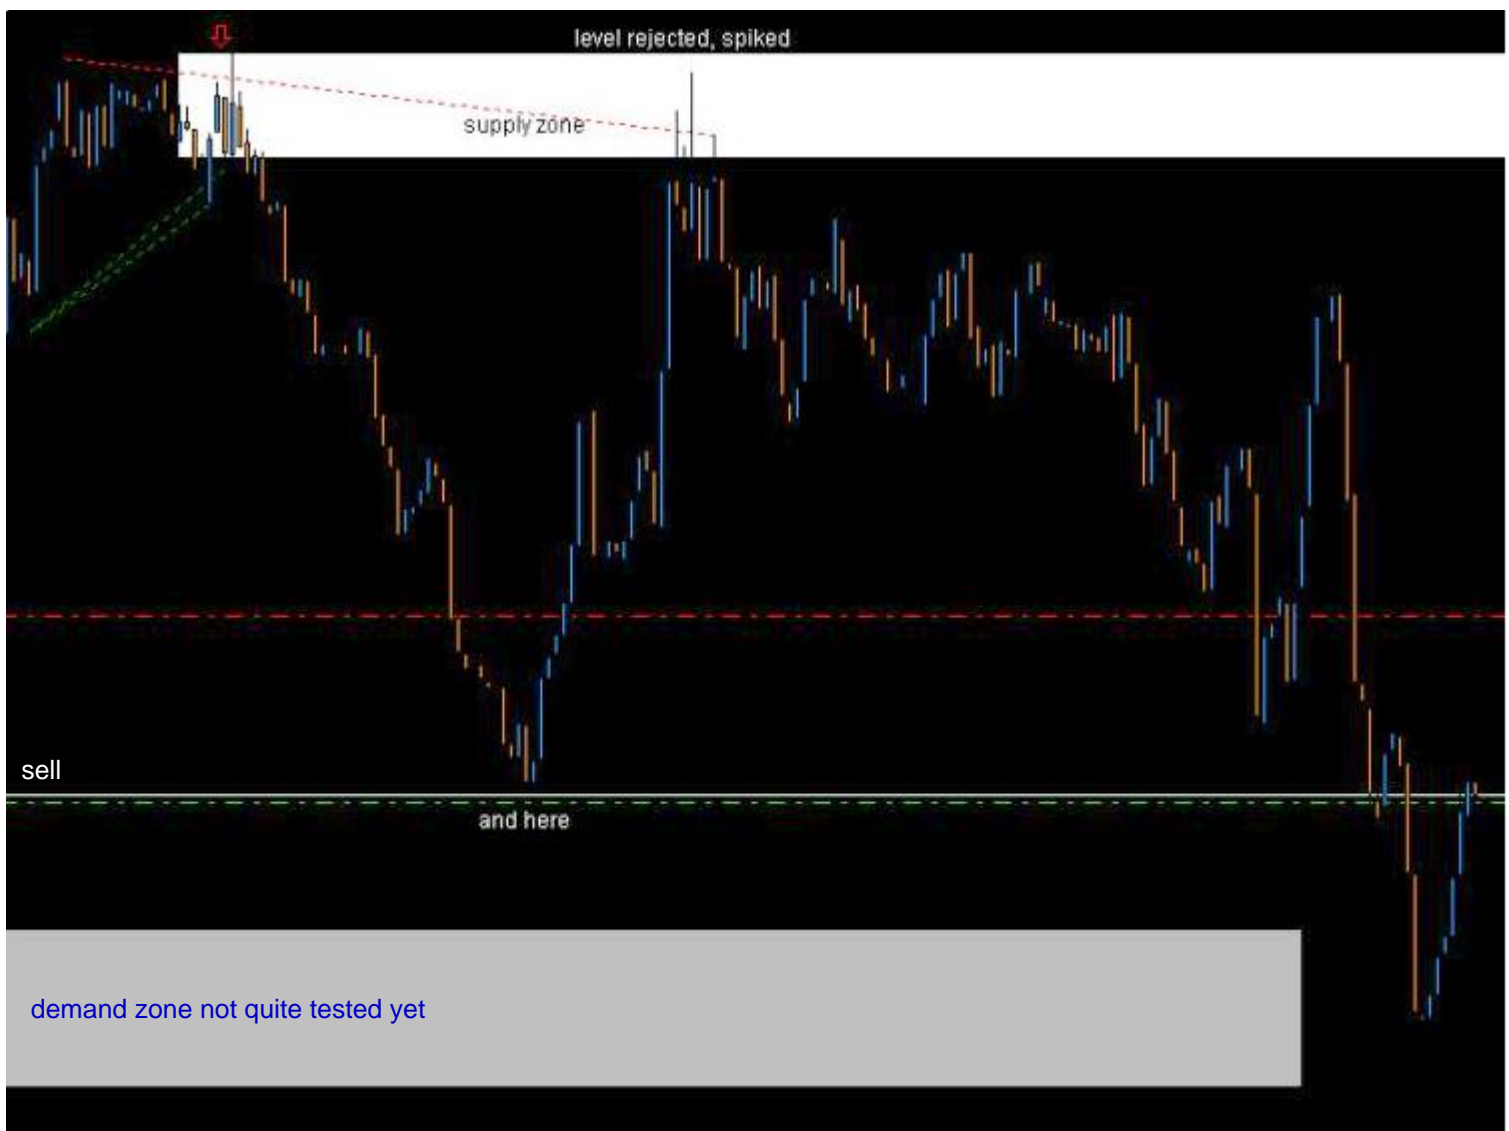 level rejected, spiked
supply zone
sell
and here
demand zone not quite tested yet